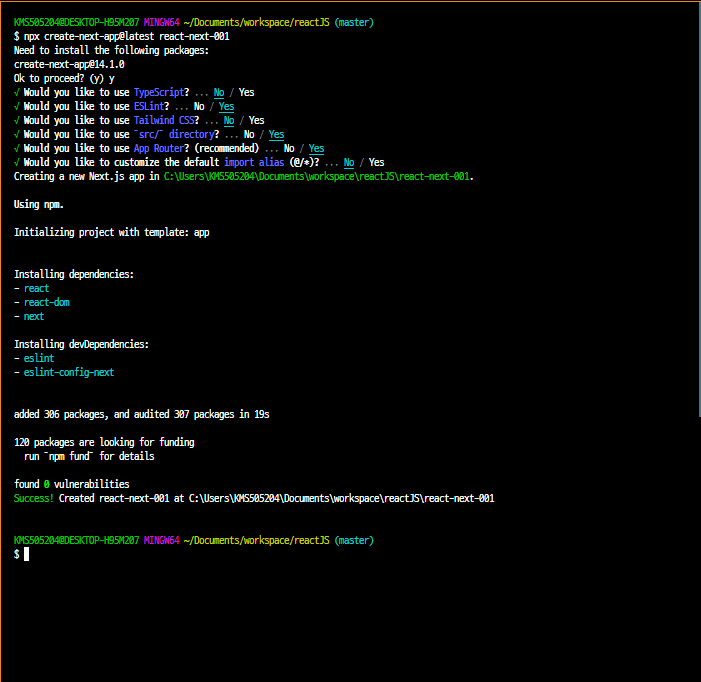 KMS505204@DESKTOP-H95M207 MINGW64 ~/Documents/workspace/reactJS (master)
$ npx create-next-app@latest react-next-001
Need to install the following packages:
create-next-app@14.1.0
Ok to proceed? (y) y
√ Would you like to use TypeScript? ... No / Yes
√ Would you like to use ESLint? ... No / Yes
√ Would you like to use Tailwind CSS? ... No / Yes
√ Would you like to use `src/` directory? ... No / Yes
√ Would you like to use App Router? (recommended) ... No / Yes
√ Would you like to customize the default import alias (@/*)? ... No / Yes
Creating a new Next.js app in C:\Users\KMS505204\Documents\workspace\reactJS\react-next-001.
Using npm.
Initializing project with template: app
Installing dependencies:
- react
- react-dom
- next
Installing devDependencies:
- eslint
- eslint-config-next
added 306 packages, and audited 307 packages in 19s
120 packages are looking for funding
run `npm fund` for details
found 0 vulnerabilities
Success! Created react-next-001 at C:\Users\KMS505204\Documents\workspace\reactJS\react-next-001
KMS505204@DESKTOP-H95M207 MINGW64 ~/Documents/workspace/reactJS (master)
$